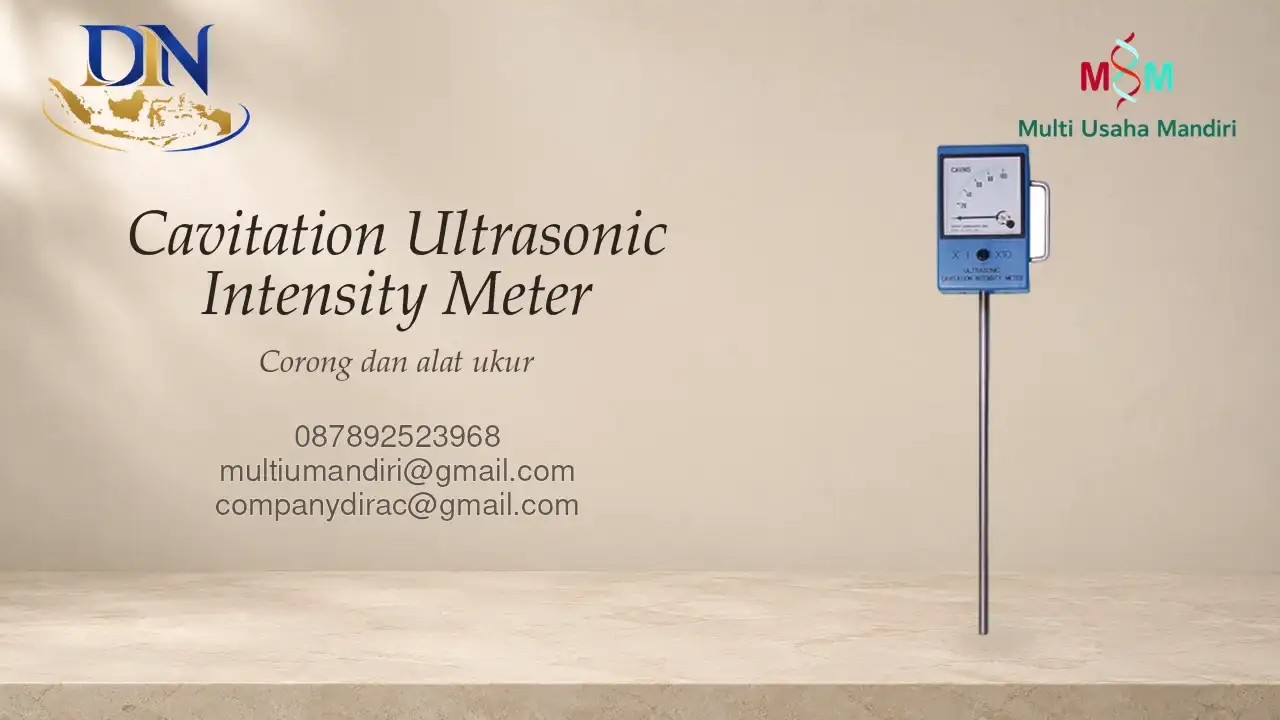 DN
MSM
Multi Usaha Mandiri
Cavitation Ultrasonic
Intensity Meter
Corong dan alat ukur
087892523968
multiumandiri@gmail.com
companydirac@gmail.com
X 1 X10
ULTRASONIC
CAVITATION INTENSITY METER